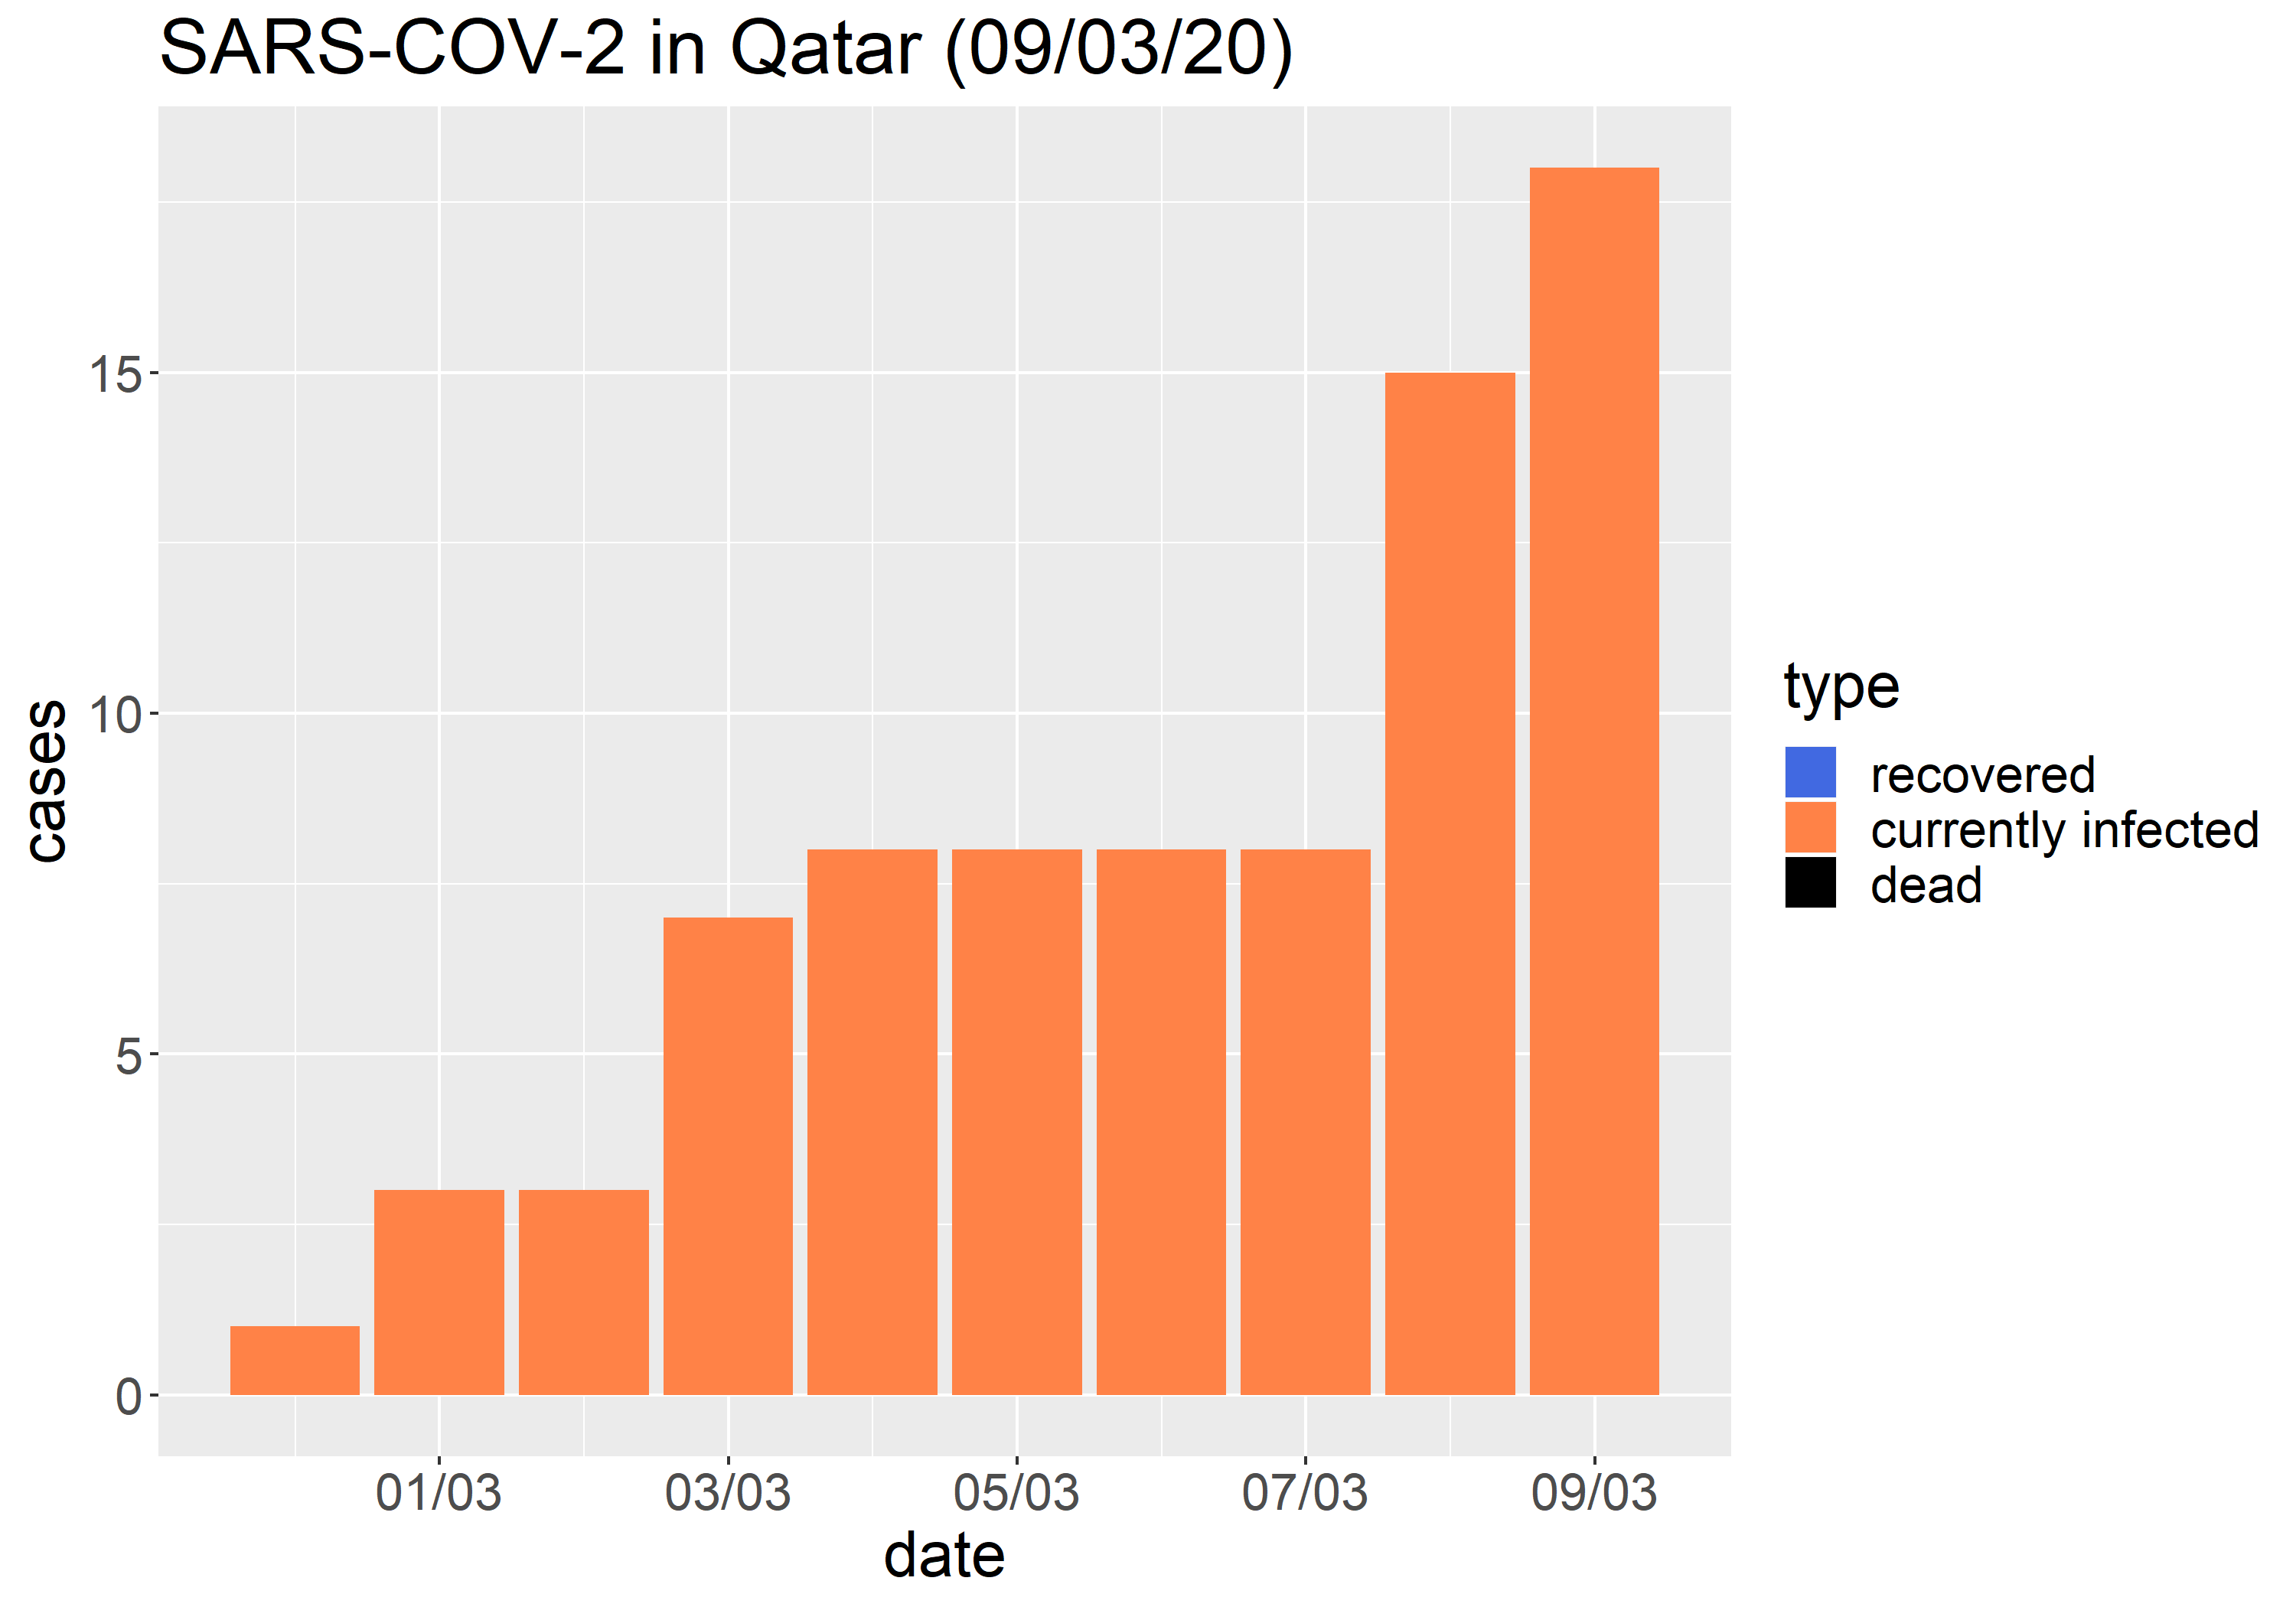 SARS-COV-2 in Qatar (09/03/20)
cases
15
10
5
0
01/03 03/03 05/03 07/03 09/03
date
type
recovered
currently infected
dead